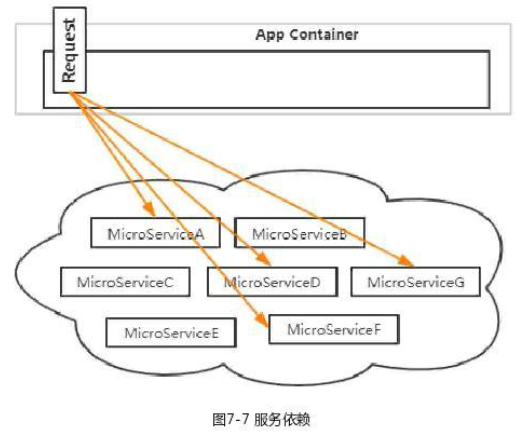 Request
App Container
MicroServiceA
MicroServiceB
MicroServiceC
MicroServiceD
MicroServiceG
MicroServiceE
MicroServiceF
图7-7 服务依赖